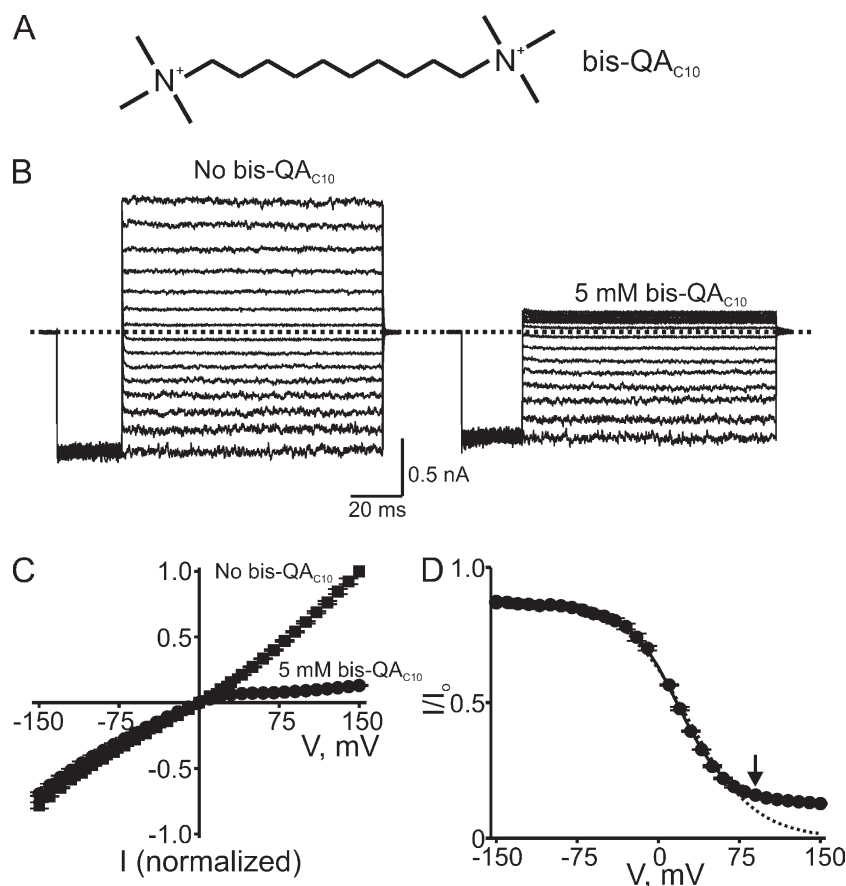 A
N+
N+
bis-QAC10
B
No bis-QAC10
5 mM bis-QAC10
0.5 nA
20 ms
C
No bis-QAC10
1.0
0.5
5 mM bis-QAC10
-150 -75 75 150
V, mV
-0.5
-1.0
I (normalized)
D
1.0
I/Io
0.5
0
-150 -75 0 75 150
V, mV